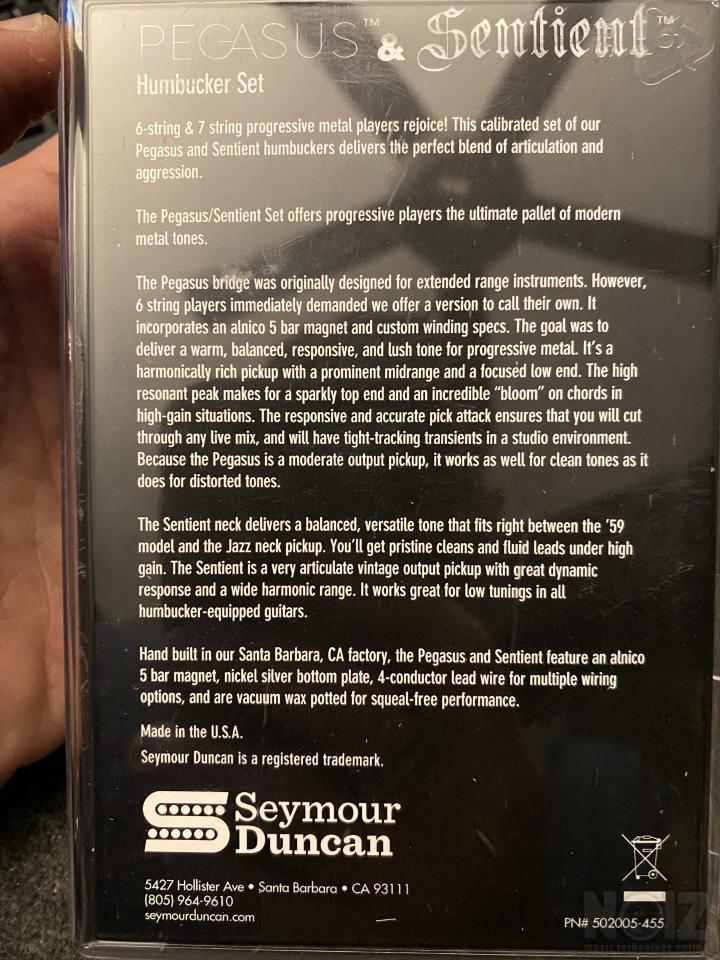 PEGASUS™ & Sentient™
Humbucker Set
6-string & 7 string progressive metal players rejoice! This calibrated set of our
Pegasus and Sentient humbuckers delivers the perfect blend of articulation and
aggression.
The Pegasus/Sentient Set offers progressive players the ultimate pallet of modern
metal tones.
The Pegasus bridge was originally designed for extended range instruments. However,
6 string players immediately demanded we offer a version to call their own. It
incorporates an alnico 5 bar magnet and custom winding specs. The goal was to
deliver a warm, balanced, responsive, and lush tone for progressive metal. It's a
harmonically rich pickup with a prominent midrange and a focused low end. The high
resonant peak makes for a sparkly top end and an incredible “bloom” on chords in
high-gain situations. The responsive and accurate pick attack ensures that you will cut
through any live mix, and will have tight-tracking transients in a studio environment.
Because the Pegasus is a moderate output pickup, it works as well for clean tones as it
does for distorted tones.
The Sentient neck delivers a balanced, versatile tone that fits right between the '59
model and the Jazz neck pickup. You'll get pristine cleans and fluid leads under high
gain. The Sentient is a very articulate vintage output pickup with great dynamic
response and a wide harmonic range. It works great for low tunings in all
humbucker-equipped guitars.
Hand built in our Santa Barbara, CA factory, the Pegasus and Sentient feature an alnico
5 bar magnet, nickel silver bottom plate, 4-conductor lead wire for multiple wiring
options, and are vacuum wax potted for squeal-free performance.
Made in the U.S.A.
Seymour Duncan is a registered trademark.
Seymour
Duncan
5427 Hollister Ave • Santa Barbara • CA 93111
(805) 964-9610
seymourduncan.com
PN# 502005-455
NOIZ
music technology online